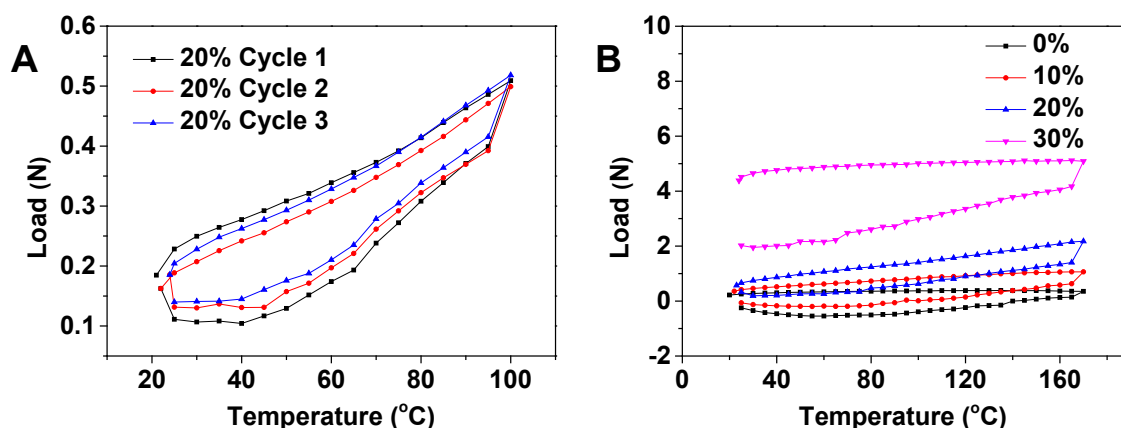 A
0.6
0.5
0.4
0.3
0.2
0.1
Load (N)
20% Cycle 1
20% Cycle 2
20% Cycle 3
20 40 60 80 100
Temperature (°C)
B
10
8
6
4
2
0
-2
Load (N)
0%
10%
20%
30%
0 40 80 120 160
Temperature (°C)